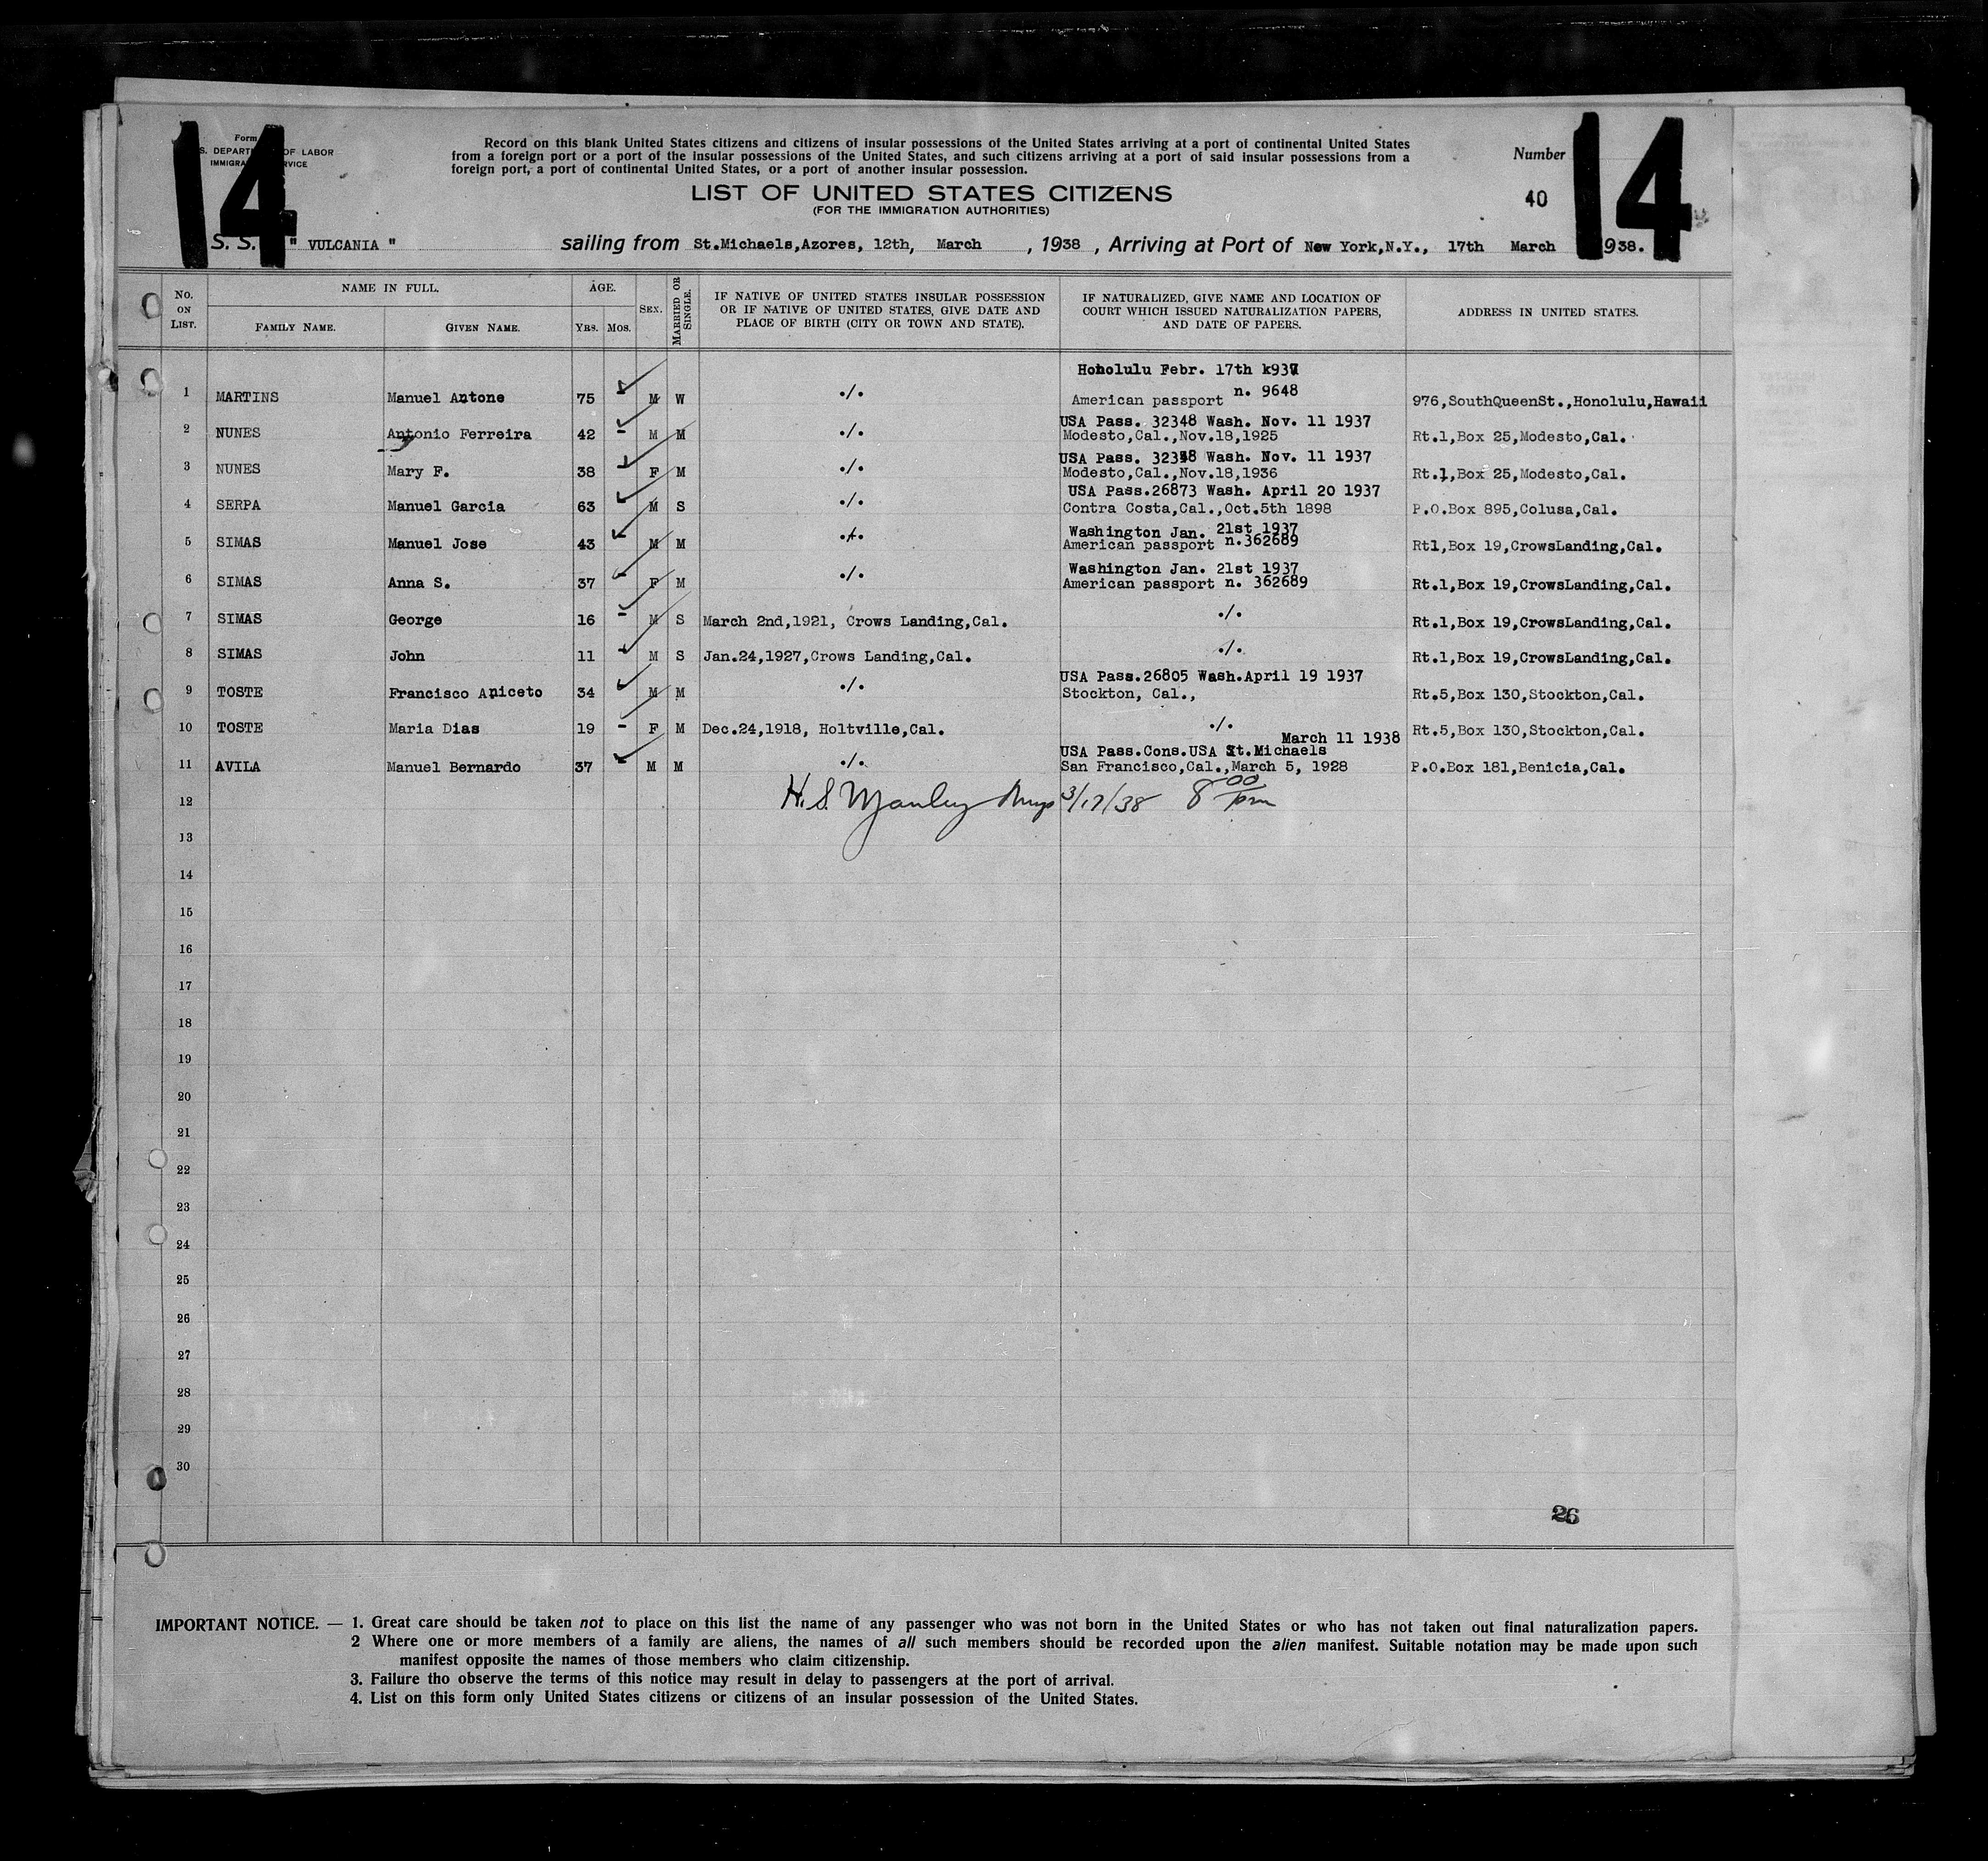 14
14
Form
S. DEPART OF LABOR
IMMIGRA RVICE
Record on this blank United States citizens and citizens of insular possessions of the United States arriving at a port of continental United States
from a foreign port or a port of the insular possessions of the United States, and such citizens arriving at a port of said insular possessions from a
foreign port, a port of continental United States, or a port of another insular possession.
Number
40
LIST OF UNITED STATES CITIZENS
(FOR THE IMMIGRATION AUTHORITIES)
S. S. " VULCANIA " sailing from St.Michaels,Azores, 12th, March , 1938 , Arriving at Port of New York,N.Y., 17th March 1938.
No. ON LIST.
NAME IN FULL.
FAMILY NAME. GIVEN NAME.
AGE.
YRS. MOS.
SEX.
MARRIED OR SINGLE.
IF NATIVE OF UNITED STATES INSULAR POSSESSION
OR IF NATIVE OF UNITED STATES, GIVE DATE AND
PLACE OF BIRTH (CITY OR TOWN AND STATE).
IF NATURALIZED, GIVE NAME AND LOCATION OF
COURT WHICH ISSUED NATURALIZATION PAPERS,
AND DATE OF PAPERS.
ADDRESS IN UNITED STATES.
Honolulu Febr. 17th 1937
1 MARTINS Manuel Antone 75 M W ./. American passport n. 9648 976,SouthQueenSt.,Honolulu,Hawaii
USA Pass. 32348 Wash. Nov. 11 1937
2 NUNES Antonio Ferreira 42 - M M ./. Modesto,Cal.,Nov.18,1925 Rt.1,Box 25,Modesto,Cal.
USA Pass. 32348 Wash. Nov. 11 1937
3 NUNES Mary F. 38 - F M ./. Modesto,Cal.,Nov.18,1936 Rt.1,Box 25,Modesto,Cal.
USA Pass.26873 Wash. April 20 1937
4 SERPA Manuel Garcia 63 - M S ./. Contra Costa,Cal.,Oct.5th 1898 P.O.Box 895,Colusa,Cal.
Washington Jan. 21st 1937
5 SIMAS Manuel Jose 43 - M M ./. American passport n.362689 Rt1,Box 19,CrowsLanding,Cal.
Washington Jan. 21st 1937
6 SIMAS Anna S. 37 - F M ./. American passport n. 362689 Rt.1,Box 19,CrowsLanding,Cal.
7 SIMAS George 16 - M S March 2nd,1921, Crows Landing,Cal. ./. Rt.1,Box 19,CrowsLanding,Cal.
8 SIMAS John 11 - M S Jan.24,1927,Crows Landing,Cal. ./. Rt.1,Box 19,CrowsLanding,Cal.
USA Pass.26805 Wash.April 19 1937
9 TOSTE Francisco Aniceto 34 - M M ./. Stockton, Cal., Rt.5,Box 130,Stockton,Cal.
10 TOSTE Maria Dias 19 - F M Dec.24,1918, Holtville,Cal. ./. Rt.5,Box 130,Stockton,Cal.
March 11 1938
USA Pass.Cons.USA St.Michaels
11 AVILA Manuel Bernardo 37 - M M ./. San Francisco,Cal.,March 5, 1928 P.O.Box 181,Benicia,Cal.
12 H.S. Manley 3/17/38 8 00 pm
13
14
15
16
17
18
19
20
21
22
23
24
25
26
27
28
29
30
26
IMPORTANT NOTICE. — 1. Great care should be taken not to place on this list the name of any passenger who was not born in the United States or who has not taken out final naturalization papers.
2 Where one or more members of a family are aliens, the names of all such members should be recorded upon the alien manifest. Suitable notation may be made upon such
manifest opposite the names of those members who claim citizenship.
3. Failure tho observe the terms of this notice may result in delay to passengers at the port of arrival.
4. List on this form only United States citizens or citizens of an insular possession of the United States.